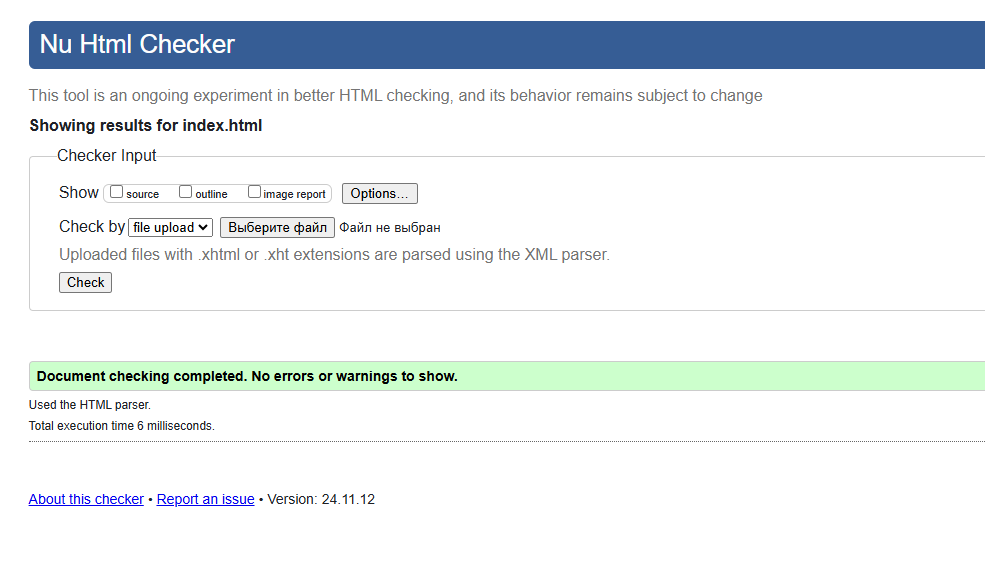 Nu Html Checker
This tool is an ongoing experiment in better HTML checking, and its behavior remains subject to change
Showing results for index.html
Checker Input
Show source outline image report Options...
Check by file upload Выберите файл Файл не выбран
Uploaded files with .xhtml or .xht extensions are parsed using the XML parser.
Check
Document checking completed. No errors or warnings to show.
Used the HTML parser.
Total execution time 6 milliseconds.
About this checker • Report an issue • Version: 24.11.12